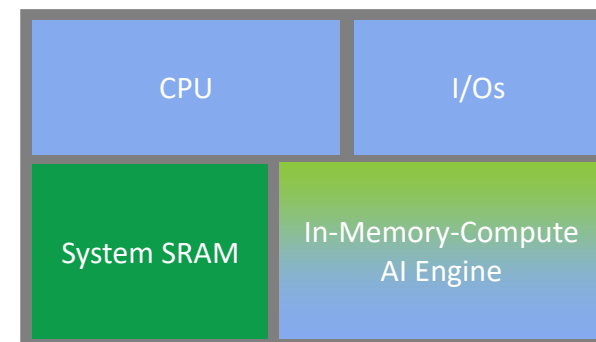 CPU
I/Os
System SRAM
In-Memory-Compute
AI Engine